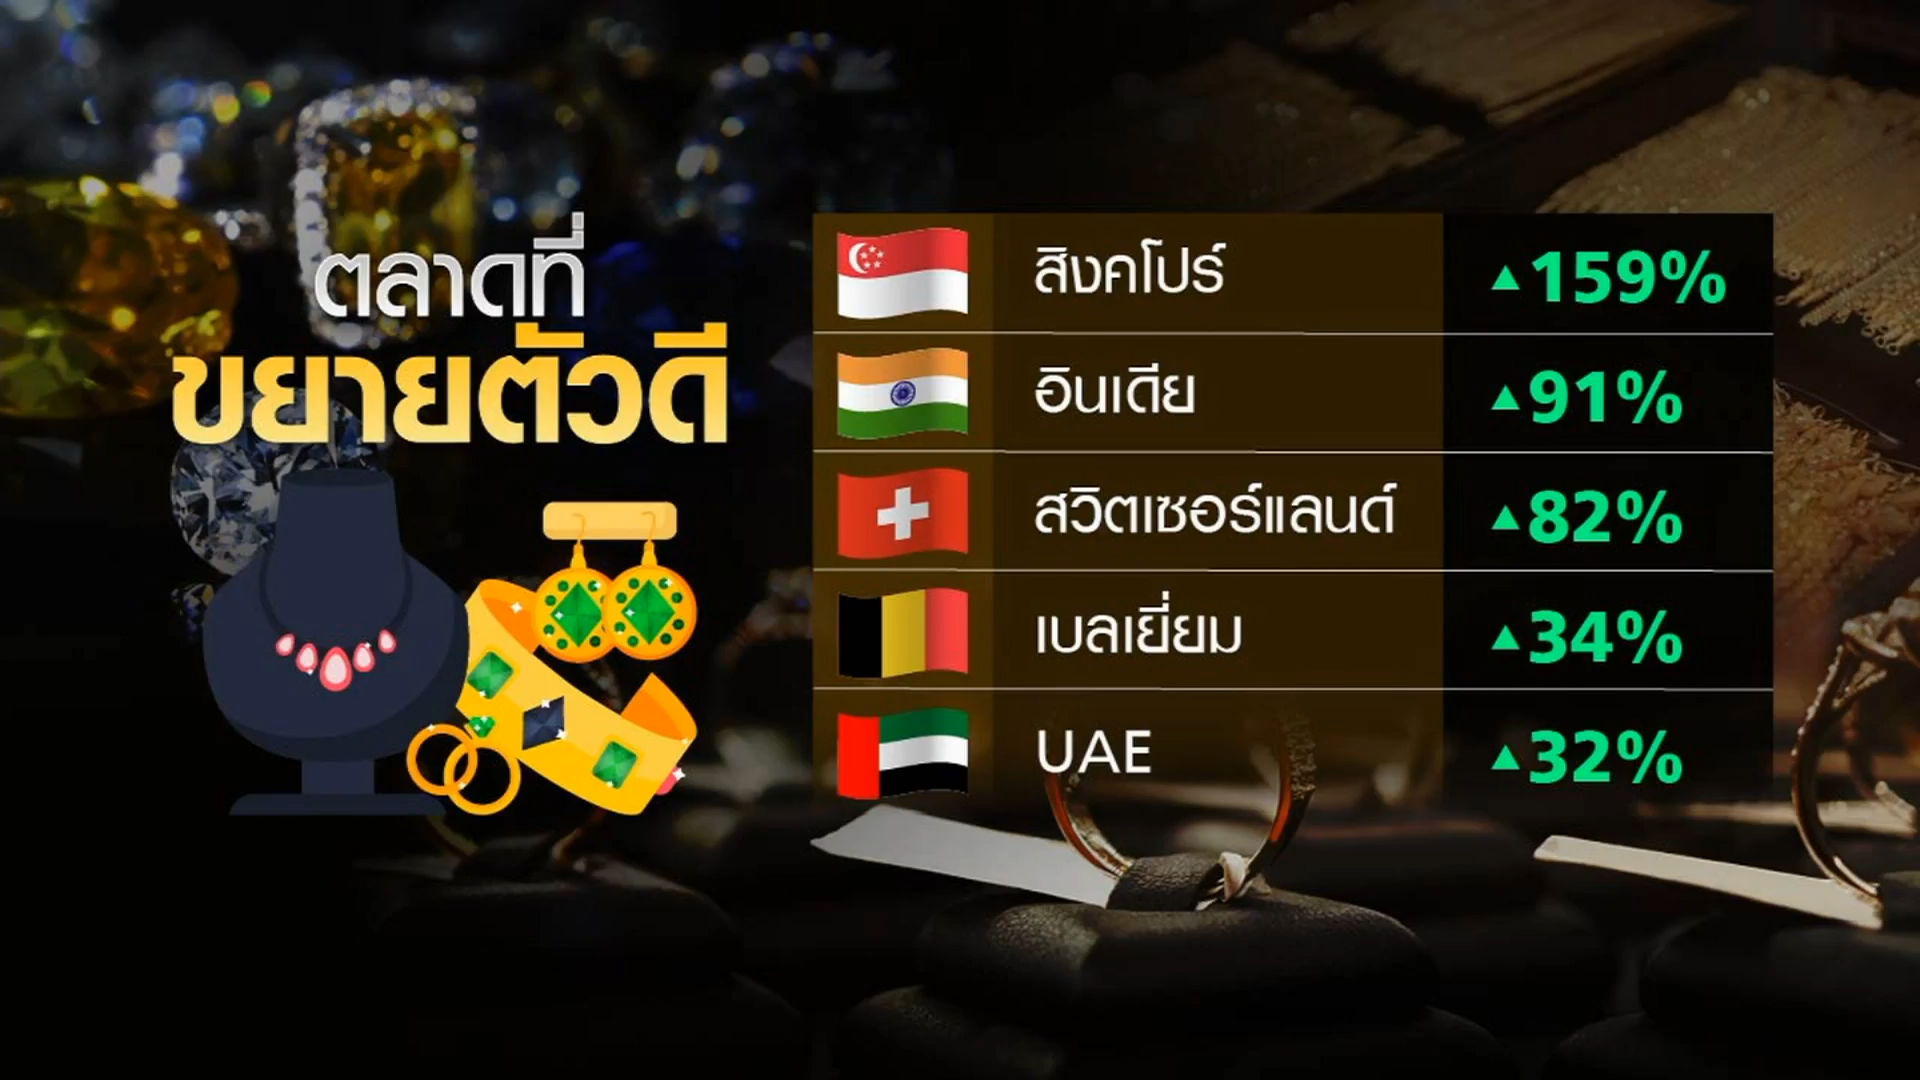 ตลาดที่
ขยายตัวดี
สิงคโปร์ ▲159%
อินเดีย ▲91%
สวิตเซอร์แลนด์ ▲82%
เบลเยี่ยม ▲34%
UAE ▲32%